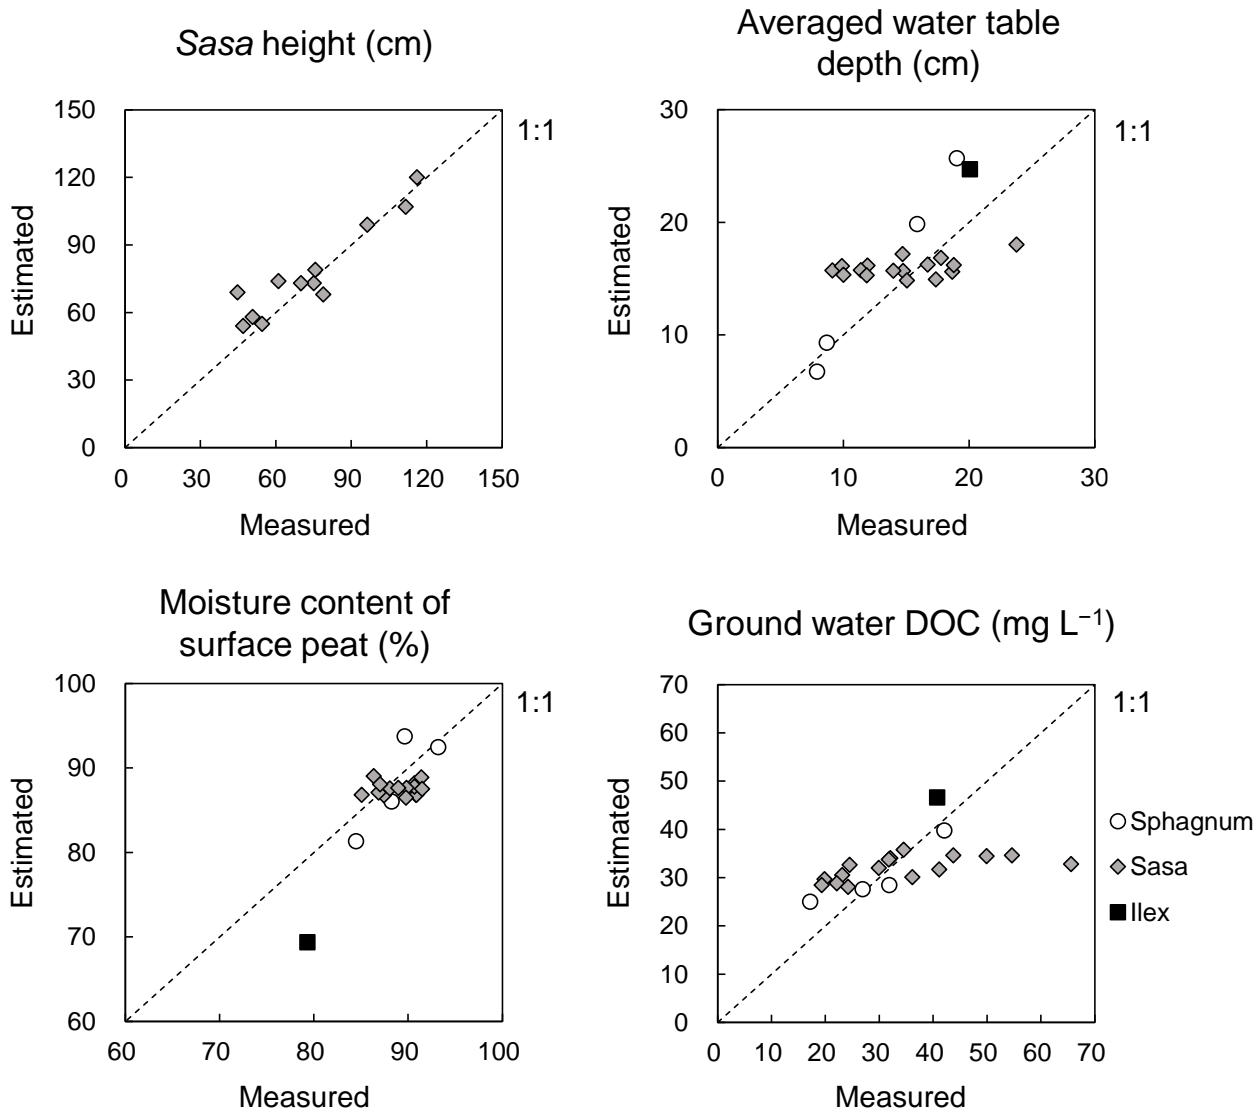 Sasa height (cm)
150
120
90
60
30
0
Estimated
1:1
0 30 60 90 120 150
Measured
Averaged water table
depth (cm)
30
20
10
0
Estimated
1:1
0 10 20 30
Measured
Moisture content of
surface peat (%)
100
90
80
70
60
Estimated
1:1
60 70 80 90 100
Measured
Ground water DOC (mg L⁻¹)
70
60
50
40
30
20
10
0
Estimated
1:1
0 10 20 30 40 50 60 70
Measured
Sphagnum
Sasa
Ilex